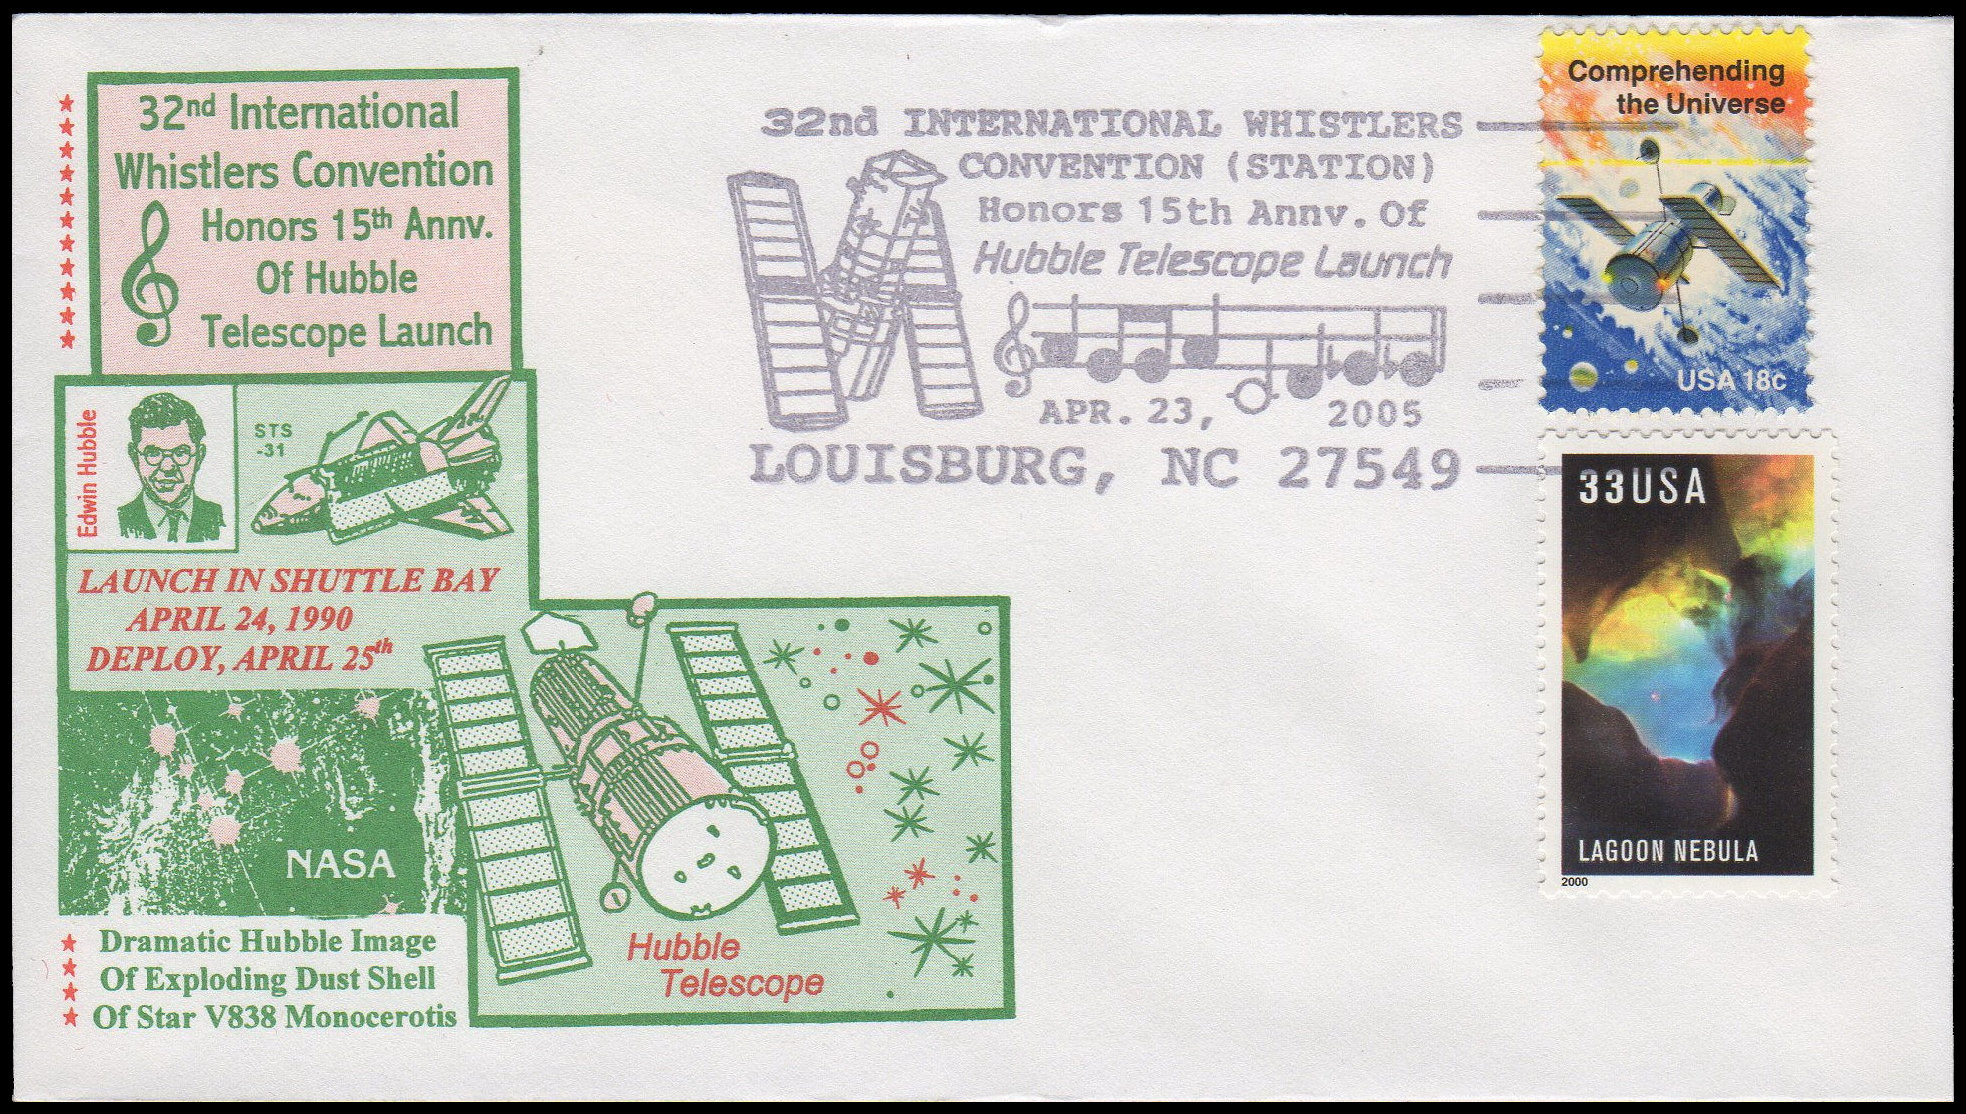 32nd International
Whistlers Convention
Honors 15th Annv.
Of Hubble
Telescope Launch
Edwin Hubble
STS
-31
LAUNCH IN SHUTTLE BAY
APRIL 24, 1990
DEPLOY, APRIL 25th
NASA
Dramatic Hubble Image
Of Exploding Dust Shell
Of Star V838 Monocerotis
Hubble
Telescope
32nd INTERNATIONAL WHISTLERS
CONVENTION (STATION)
Honors 15th Annv. Of
Hubble Telescope Launch
APR. 23, 2005
LOUISBURG, NC 27549
Comprehending
the Universe
USA 18c
33USA
LAGOON NEBULA
2000